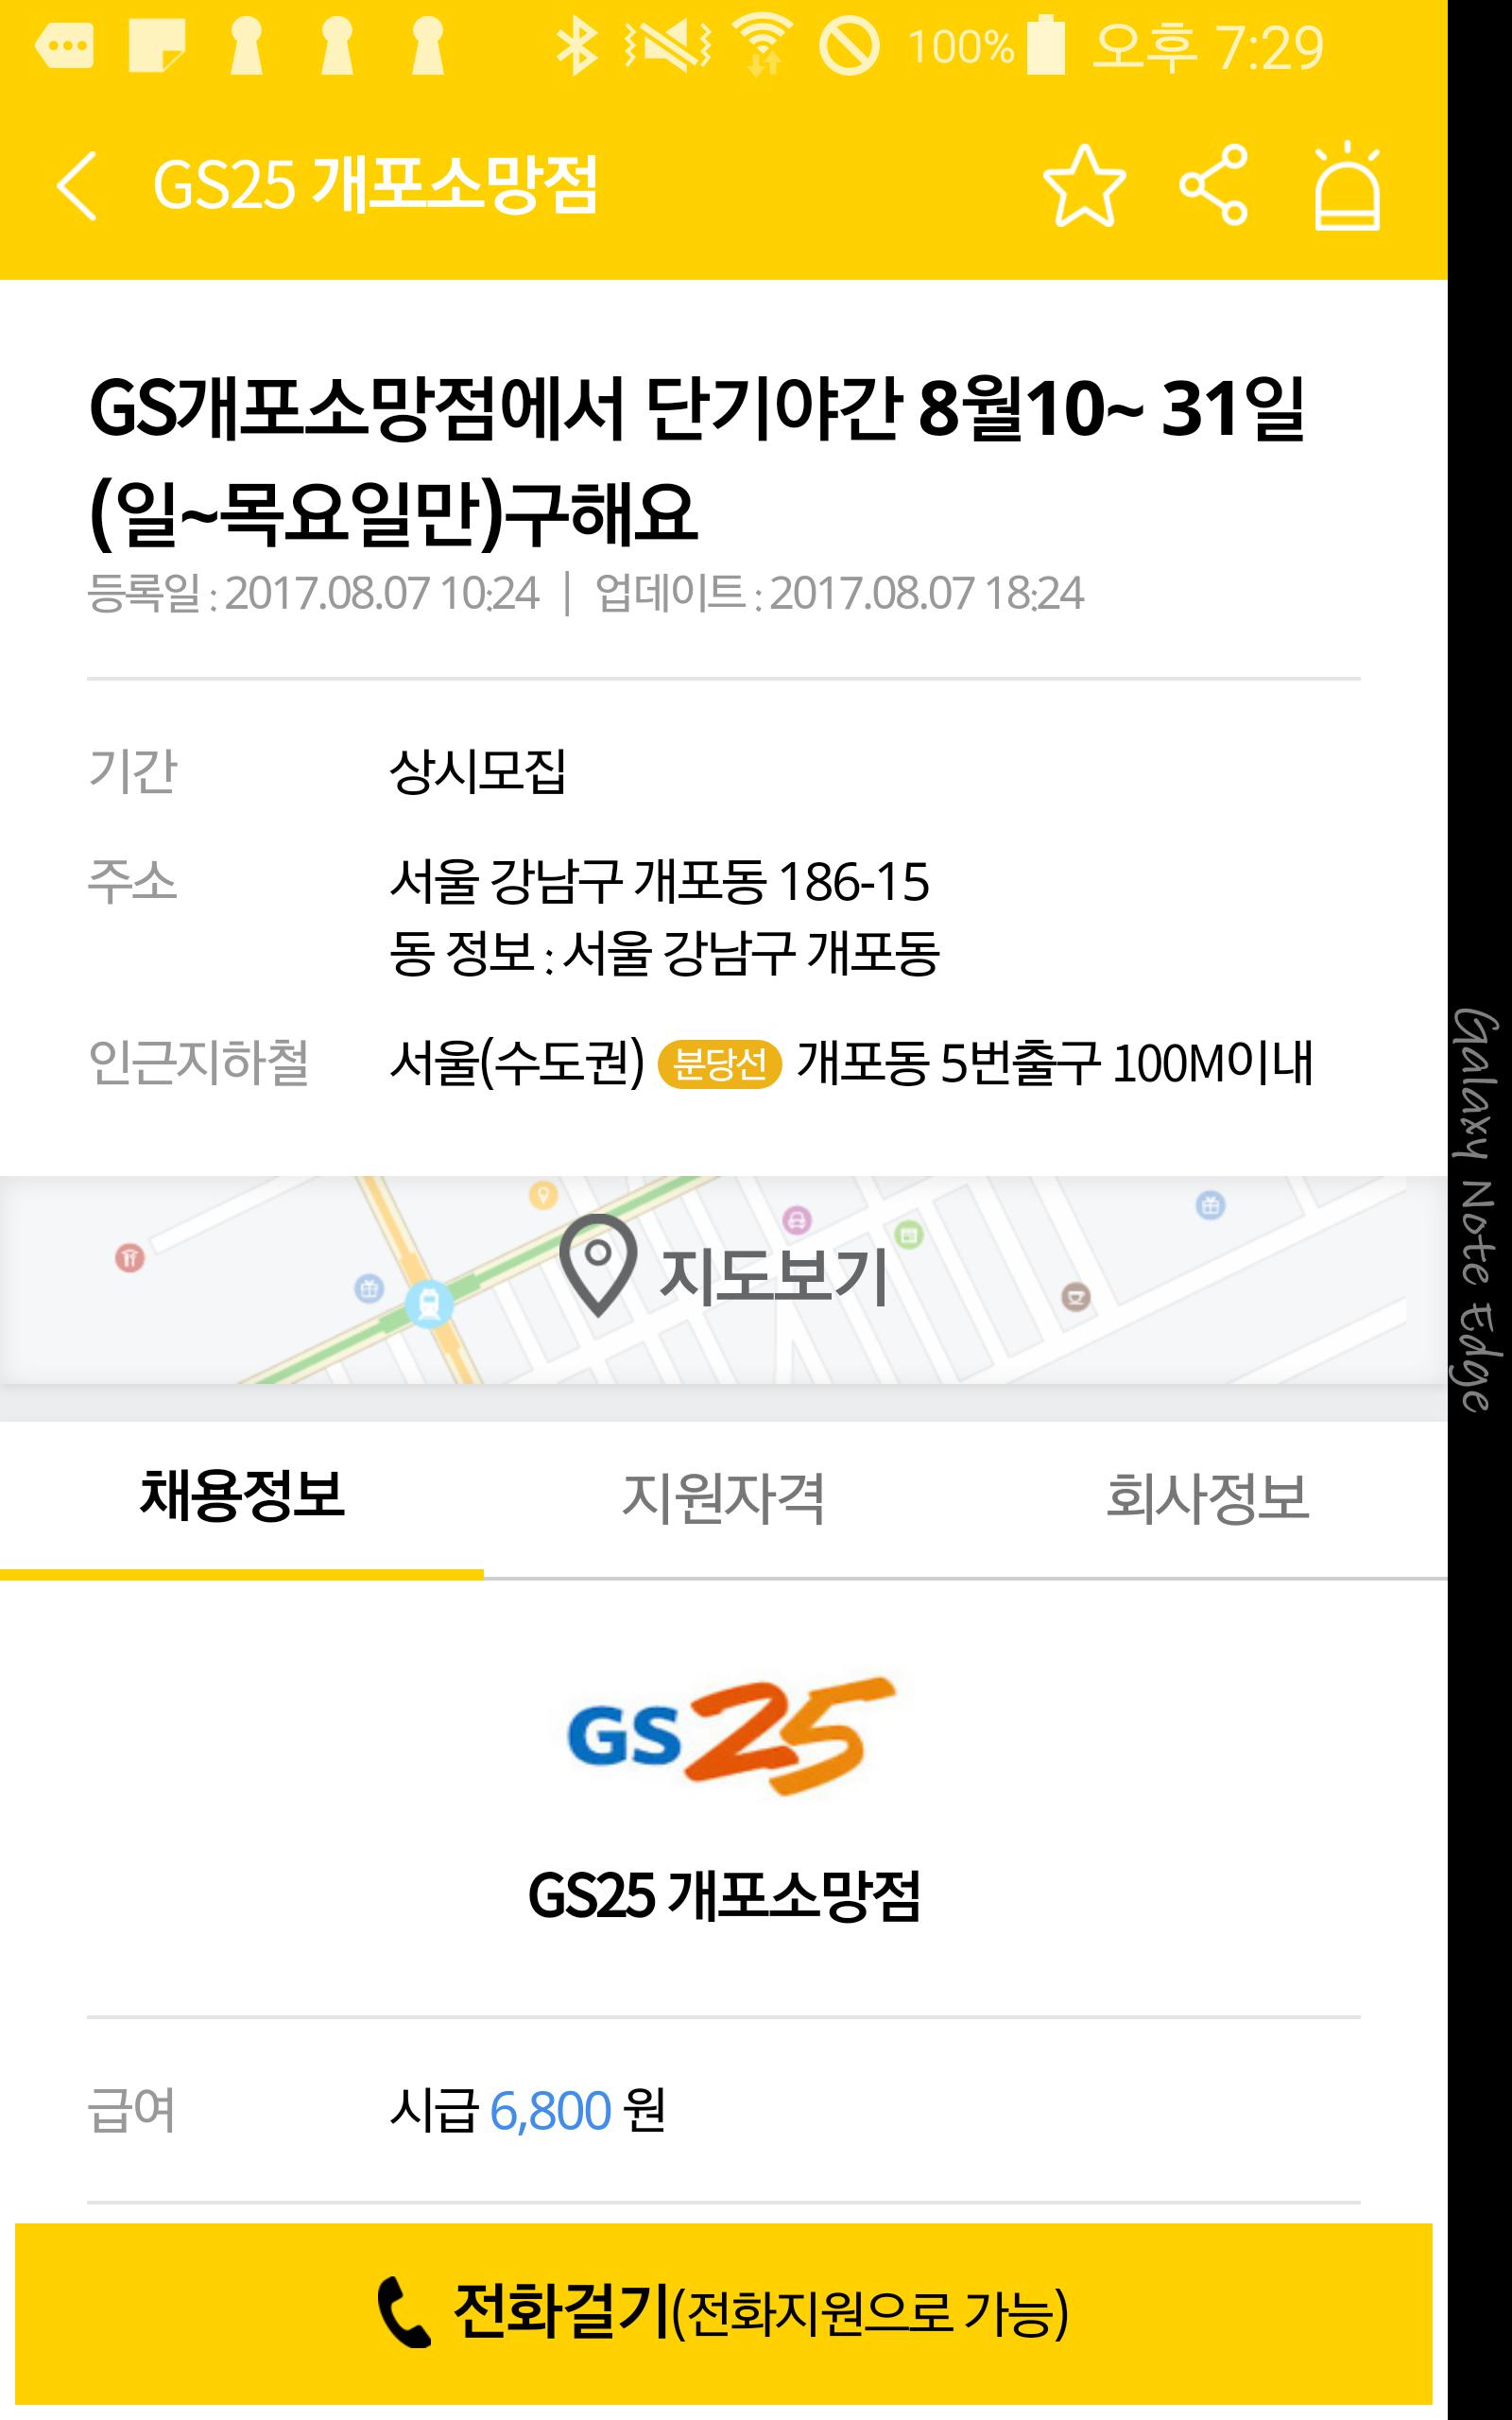 100% 오후 7:29
GS25 개포소망점
GS개포소망점에서 단기야간 8월10~ 31일
(일~목요일만)구해요
등록일 : 2017.08.07 10:24 | 업데이트 : 2017.08.07 18:24
기간 상시모집
주소 서울 강남구 개포동 186-15
동 정보 : 서울 강남구 개포동
인근지하철 서울(수도권) 분당선 개포동 5번출구 100M이내
Galaxy Note Edge
지도보기
채용정보 지원자격 회사정보
GS25
GS25 개포소망점
급여 시급 6,800 원
전화걸기(전화지원으로 가능)